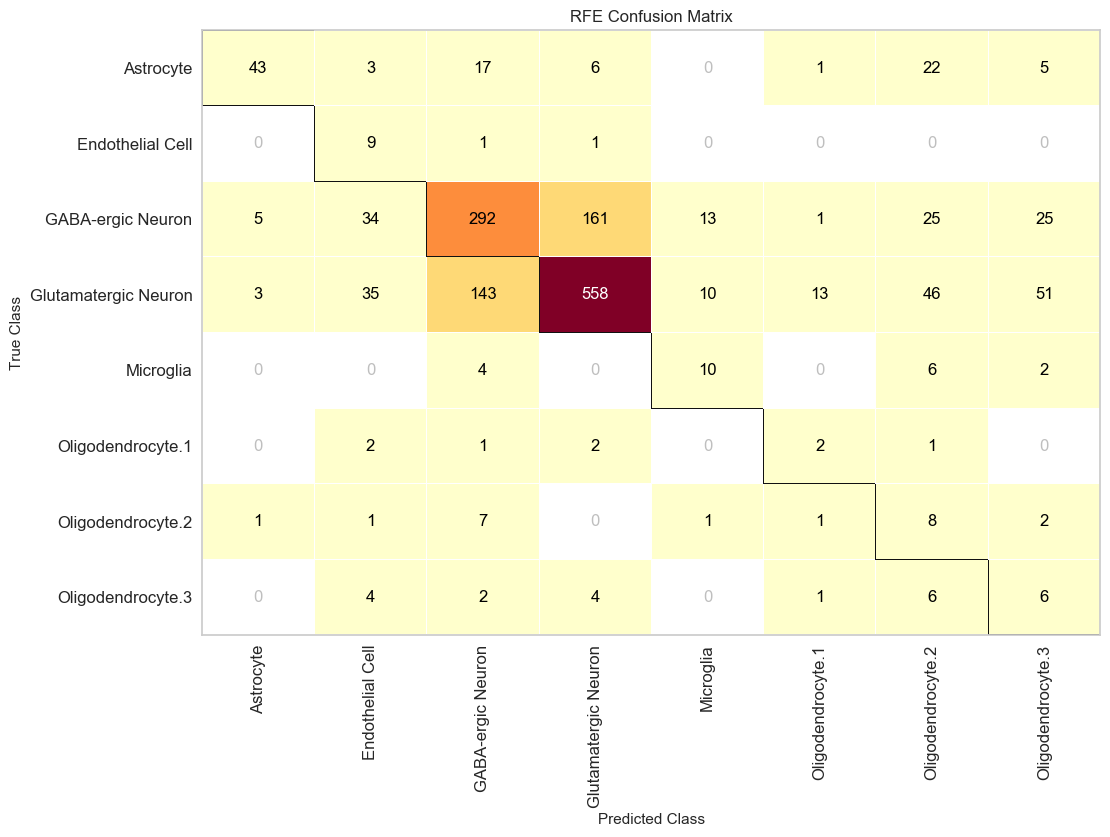 RFE Confusion Matrix
True Class
Astrocyte 43 3 17 6 0 1 22 5
Endothelial Cell 0 9 1 1 0 0 0 0
GABA-ergic Neuron 5 34 292 161 13 1 25 25
Glutamatergic Neuron 3 35 143 558 10 13 46 51
Microglia 0 0 4 0 10 0 6 2
Oligodendrocyte.1 0 2 1 2 0 2 1 0
Oligodendrocyte.2 1 1 7 0 1 1 8 2
Oligodendrocyte.3 0 4 2 4 0 1 6 6
Astrocyte
Endothelial Cell
GABA-ergic Neuron
Glutamatergic Neuron
Microglia
Oligodendrocyte.1
Oligodendrocyte.2
Oligodendrocyte.3
Predicted Class